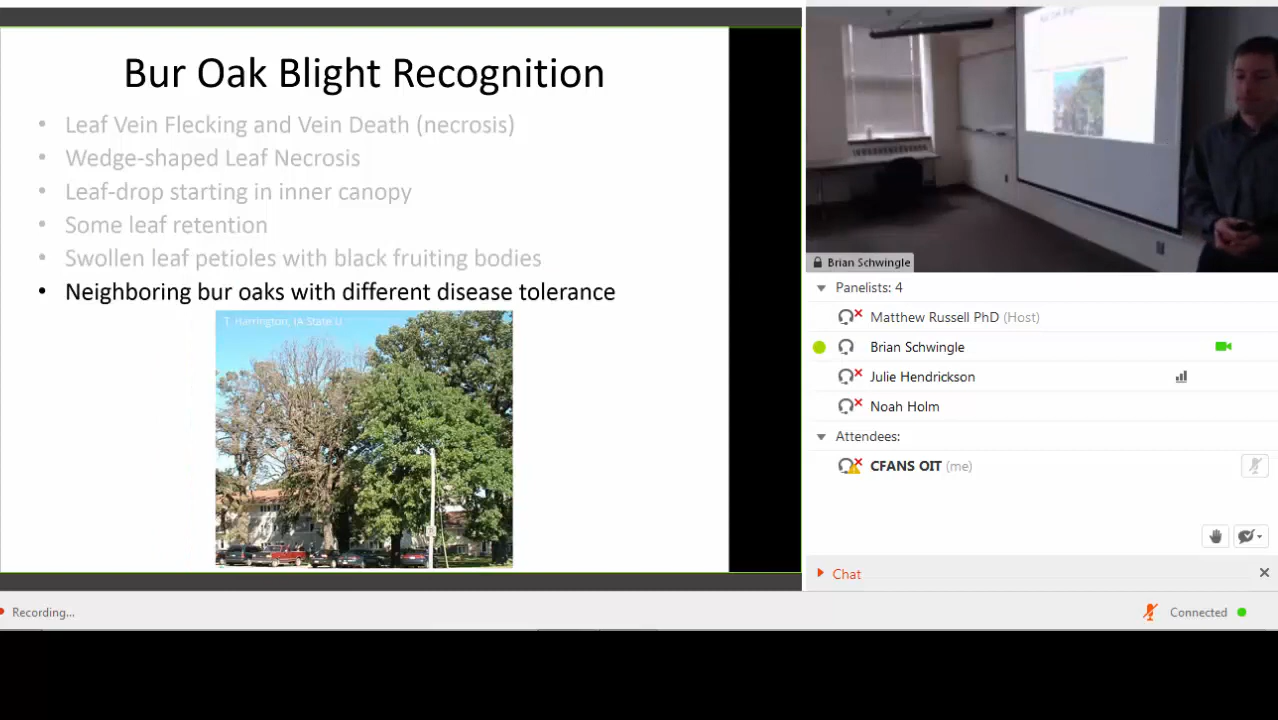 Bur Oak Blight Recognition
• Leaf Vein Flecking and Vein Death (necrosis)
• Wedge-shaped Leaf Necrosis
• Leaf-drop starting in inner canopy
• Some leaf retention
• Swollen leaf petioles with black fruiting bodies
• Neighboring bur oaks with different disease tolerance
T. Harrington, IA State U
Brian Schwingle
Panelists: 4
Matthew Russell PhD (Host)
Brian Schwingle
Julie Hendrickson
Noah Holm
Attendees:
CFANS OIT (me)
Chat
Recording...
Connected